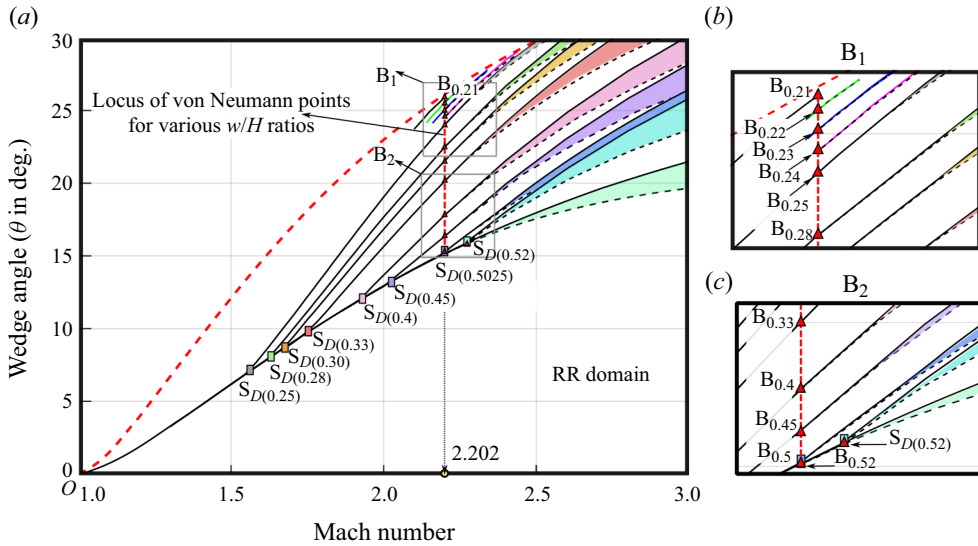 (a)
30
25
20
15
10
5
0
O
1.0
1.5
2.0
2.5
3.0
Wedge angle (θ in deg.)
Mach number
B1
B0.21
Locus of von Neumann points
for various w/H ratios
B2
SD(0.52)
SD(0.5025)
SD(0.45)
SD(0.4)
SD(0.33)
SD(0.30)
SD(0.28)
SD(0.25)
RR domain
2.202
(b)
B1
B0.21
B0.22
B0.23
B0.24
B0.25
B0.28
(c)
B2
B0.33
B0.4
B0.45
B0.5
SD(0.52)
B0.52